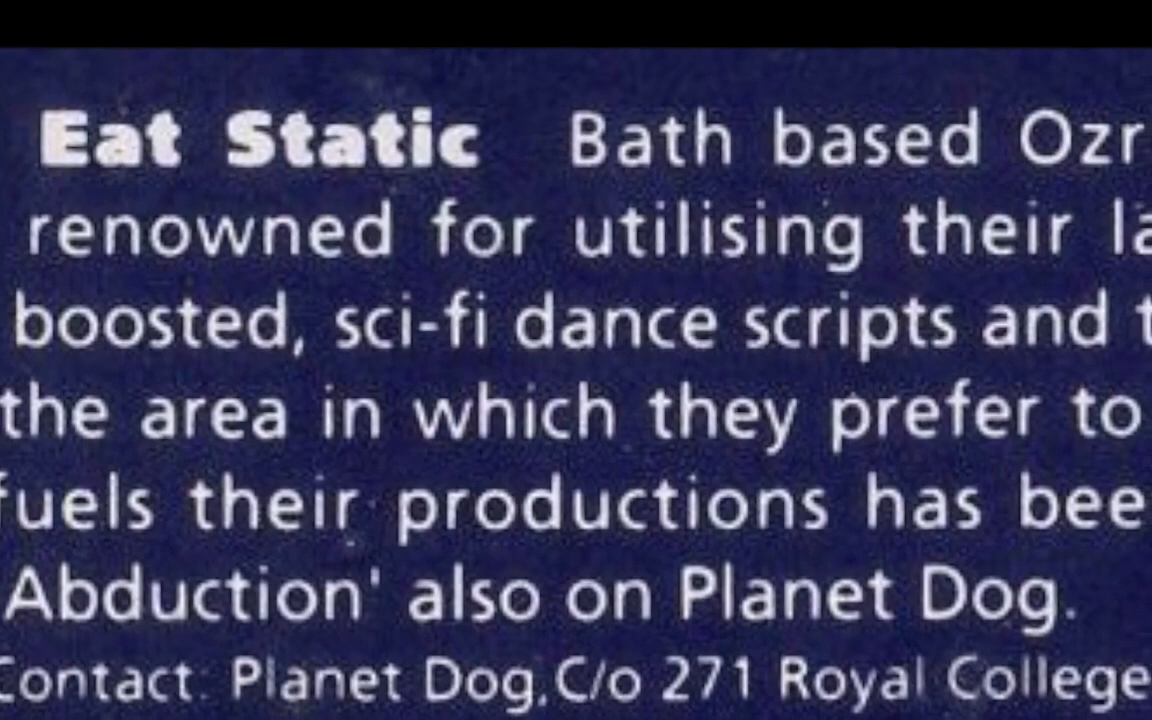 Eat Static Bath based Ozr
renowned for utilising their la
boosted, sci-fi dance scripts and t
the area in which they prefer to
fuels their productions has bee
Abduction' also on Planet Dog.
Contact: Planet Dog,C/o 271 Royal College